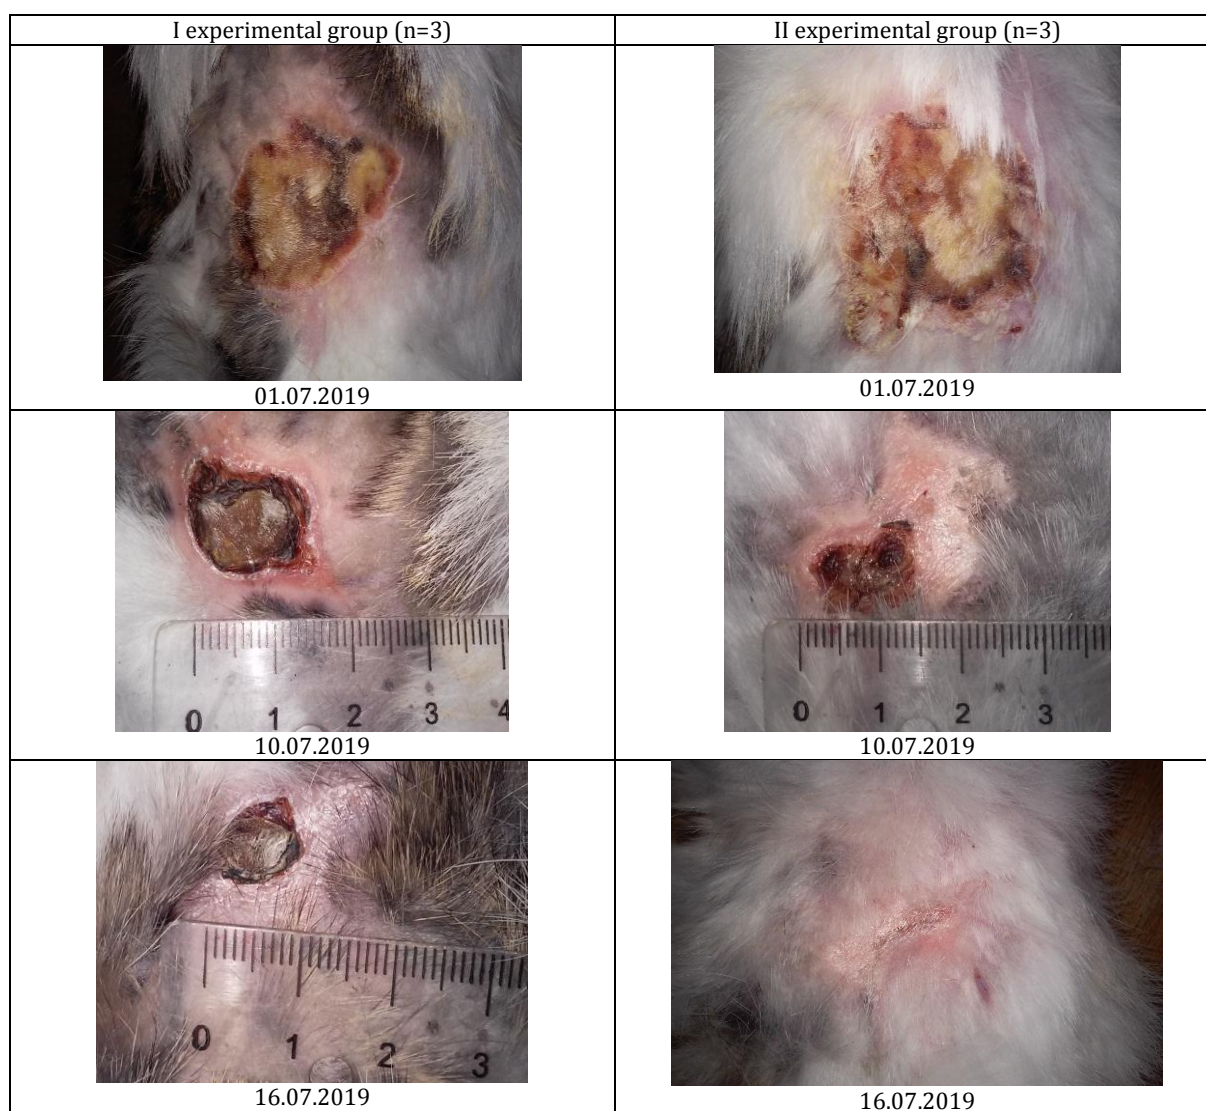 I experimental group (n=3)
II experimental group (n=3)
01.07.2019
01.07.2019
0 1 2 3 4
0 1 2 3
10.07.2019
10.07.2019
0 1 2 3
16.07.2019
16.07.2019